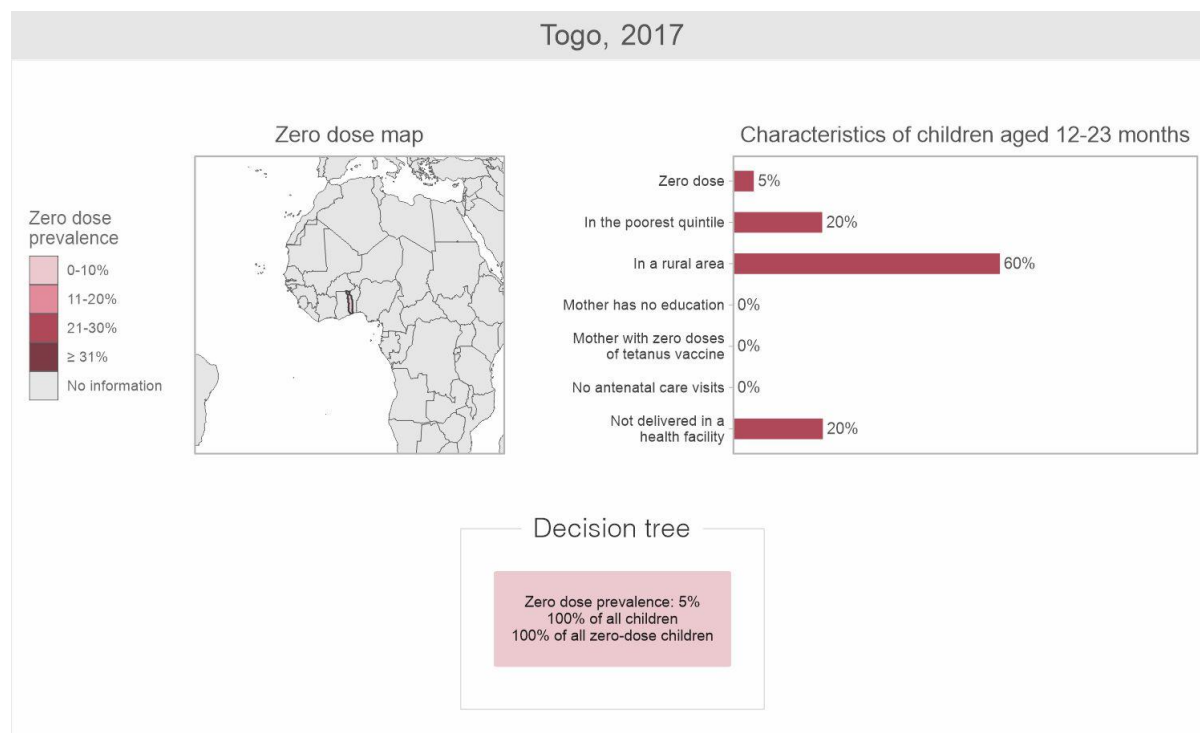 Togo, 2017
Zero dose map
Zero dose
prevalence
0-10%
11-20%
21-30%
≥ 31%
No information
Characteristics of children aged 12-23 months
Zero dose
5%
In the poorest quintile
20%
In a rural area
60%
Mother has no education
0%
Mother with zero doses
of tetanus vaccine
0%
No antenatal care visits
0%
Not delivered in a
health facility
20%
Decision tree
Zero dose prevalence: 5%
100% of all children
100% of all zero-dose children